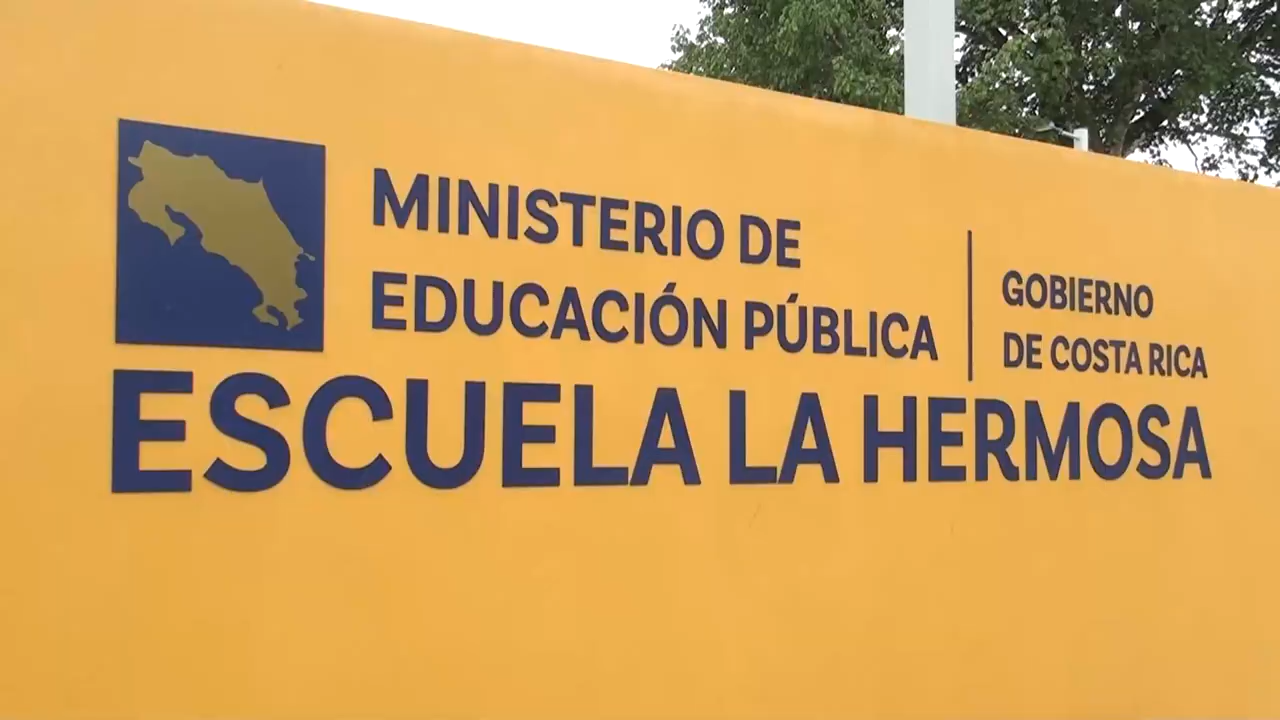 MINISTERIO DE
EDUCACIÓN PÚBLICA
GOBIERNO
DE COSTA RICA
ESCUELA LA HERMOSA